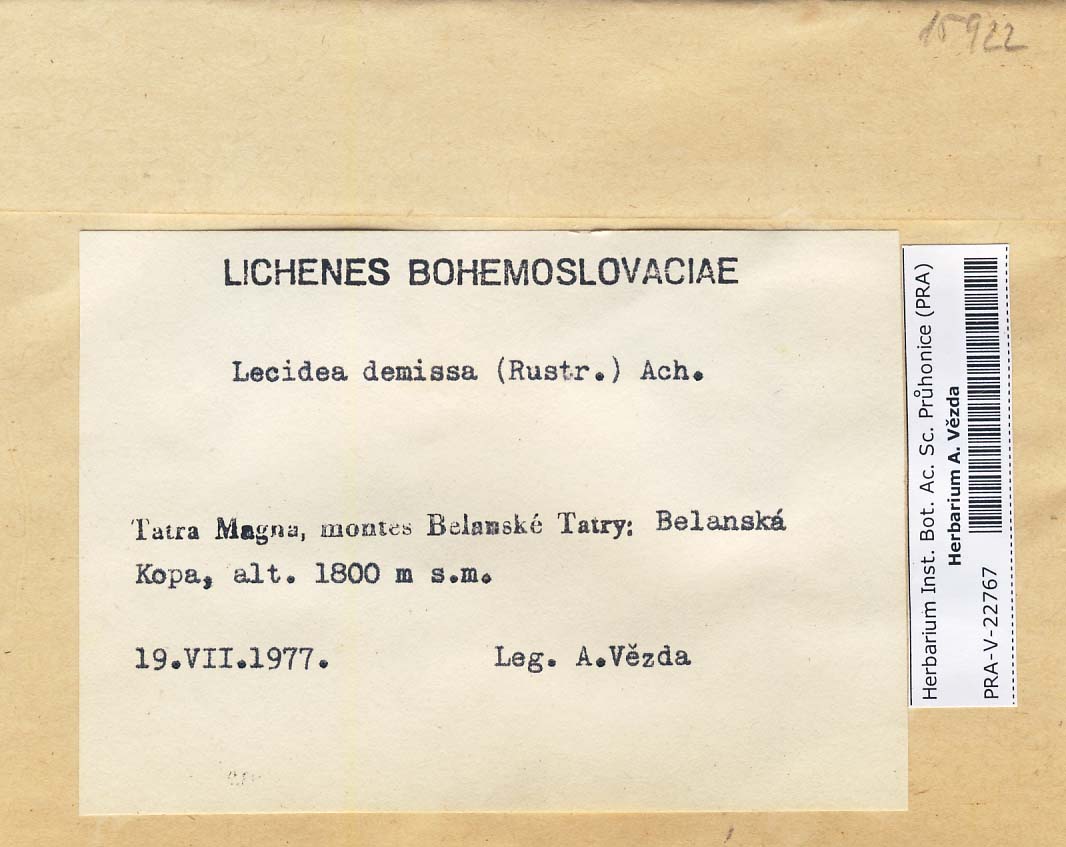 15922
LICHENES BOHEMOSLOVACIAE
Lecidea demissa (Rustr.) Ach.
Tatra Magna, montes Belanské Tatry: Belanská
Kopa, alt. 1800 m s.m.
19.VII.1977. Leg. A.Vězda
Herbarium Inst. Bot. Ac. Sc. Průhonice (PRA)
Herbarium A. Vězda
PRA-V-22767